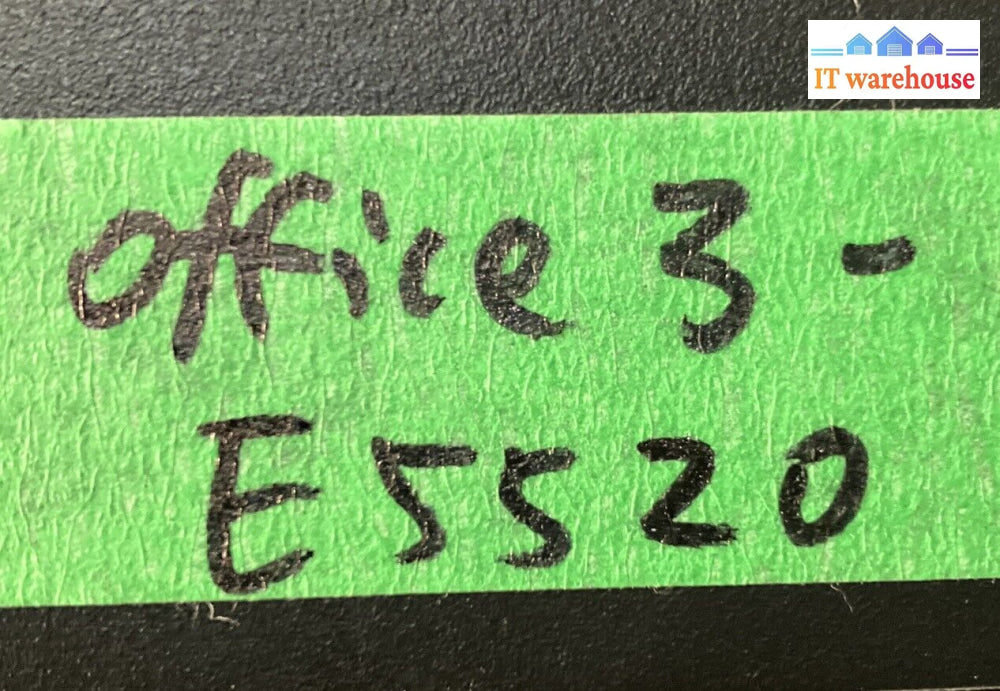 IT warehouse
office 3 -
E5520